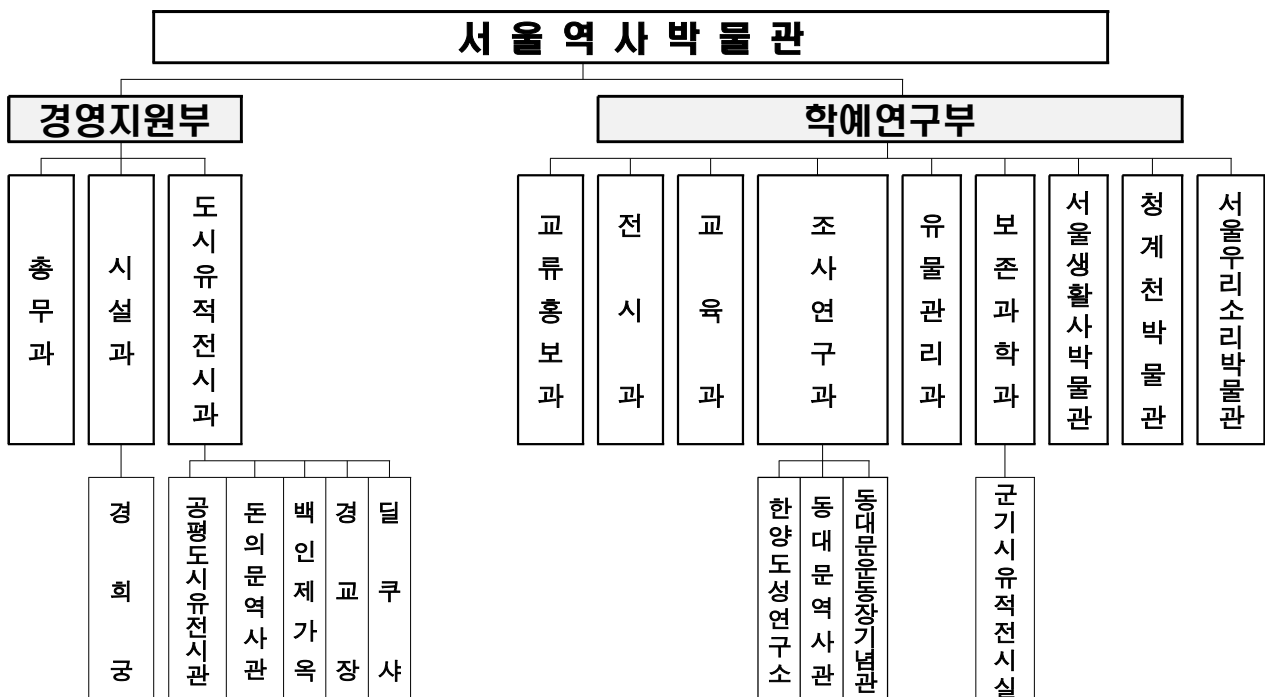 서울역사박물관
경영지원부
학예연구부
총무과
시설과
도시유적전시과
교류홍보과
전시과
교육과
조사연구과
유물관리과
보존과학과
서울생활사박물관
청계천박물관
서울우리소리박물관
경희궁
공평도시유전시관
돈의문역사관
백인제가옥
경교장
딜쿠샤
한양도성연구소
동대문역사관
동대문운동장기념관
군기시유적전시실